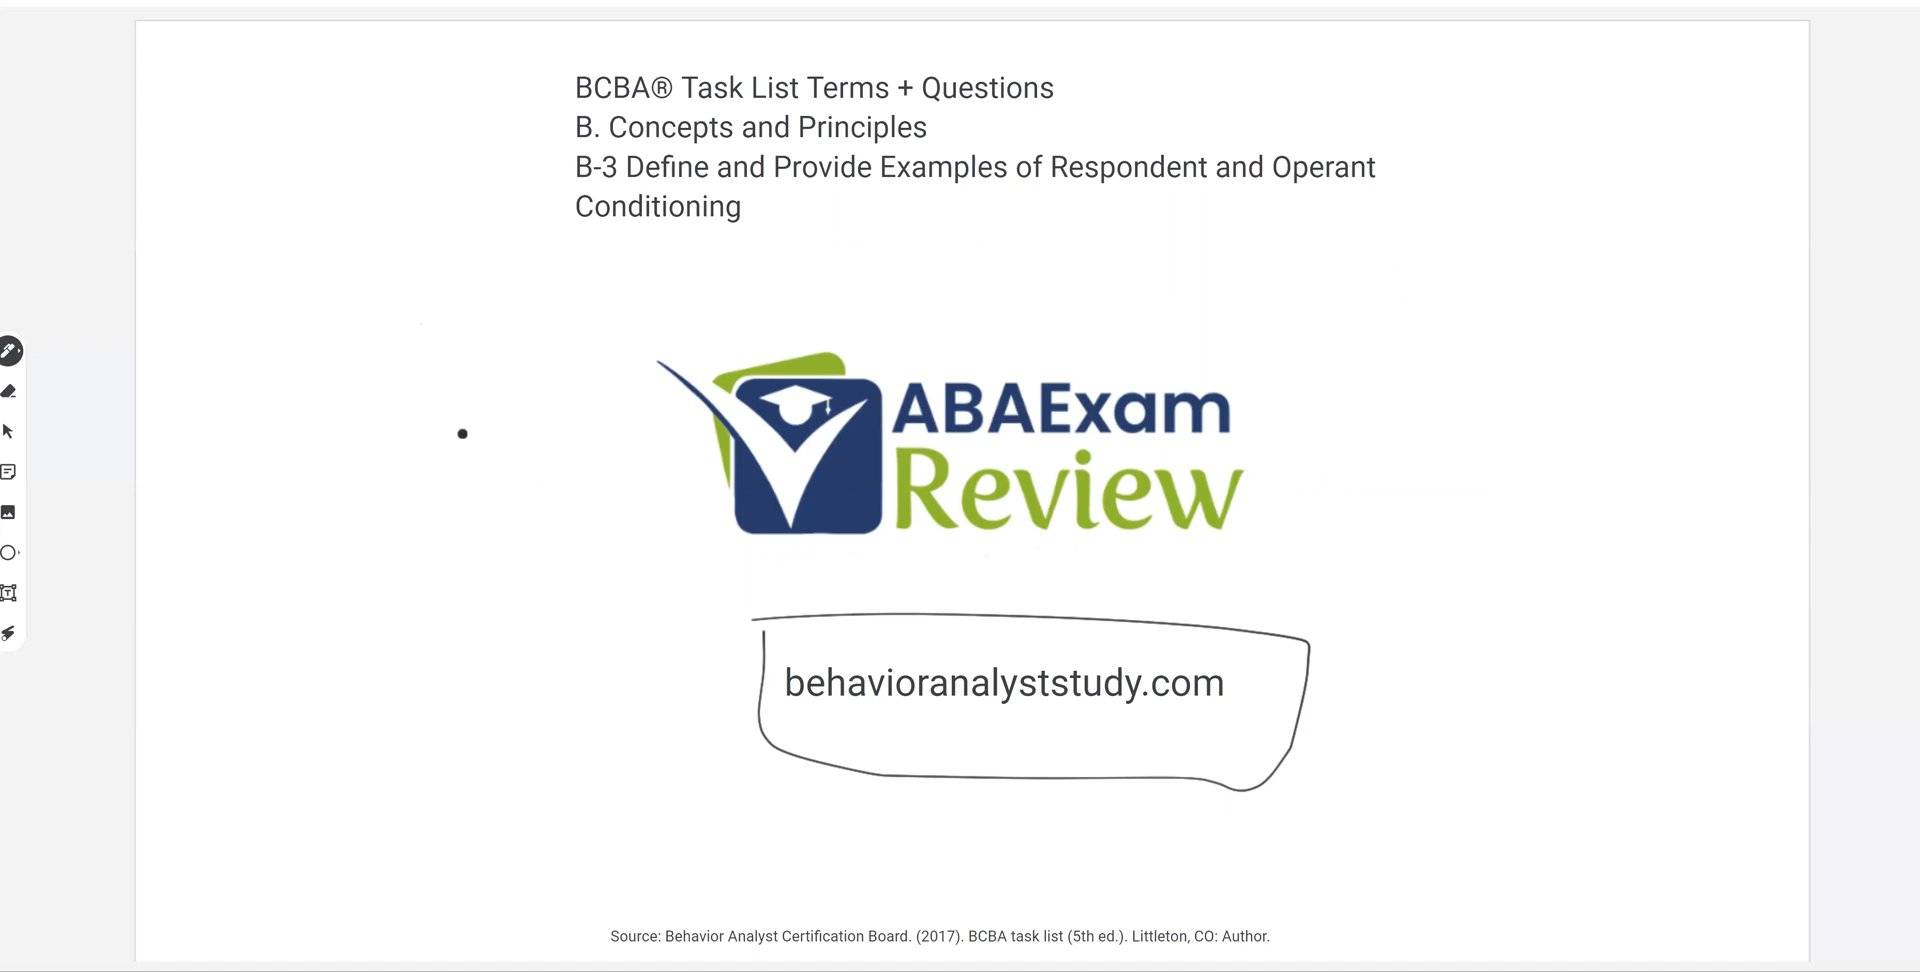 BCBA® Task List Terms + Questions
B. Concepts and Principles
B-3 Define and Provide Examples of Respondent and Operant
Conditioning
ABAExam
Review
behavioranalyststudy.com
Source: Behavior Analyst Certification Board. (2017). BCBA task list (5th ed.). Littleton, CO: Author.